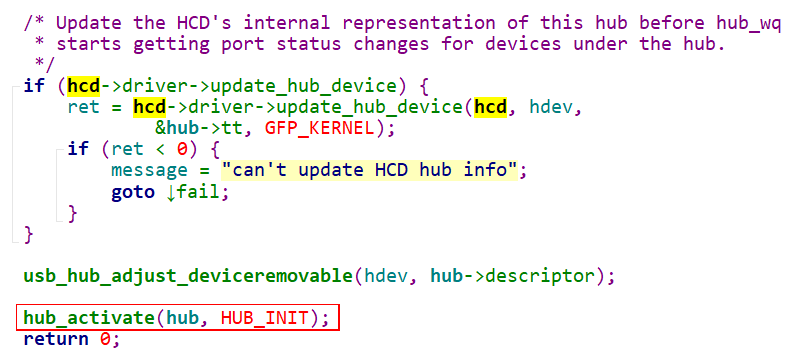 /* Update the HCD's internal representation of this hub before hub_wq
* starts getting port status changes for devices under the hub.
*/
if (hcd->driver->update_hub_device) {
ret = hcd->driver->update_hub_device(hcd, hdev,
&hub->tt, GFP_KERNEL);
if (ret < 0) {
message = "can't update HCD hub info";
goto ↓fail;
}
}
usb_hub_adjust_deviceremovable(hdev, hub->descriptor);
hub_activate(hub, HUB_INIT);
return 0;